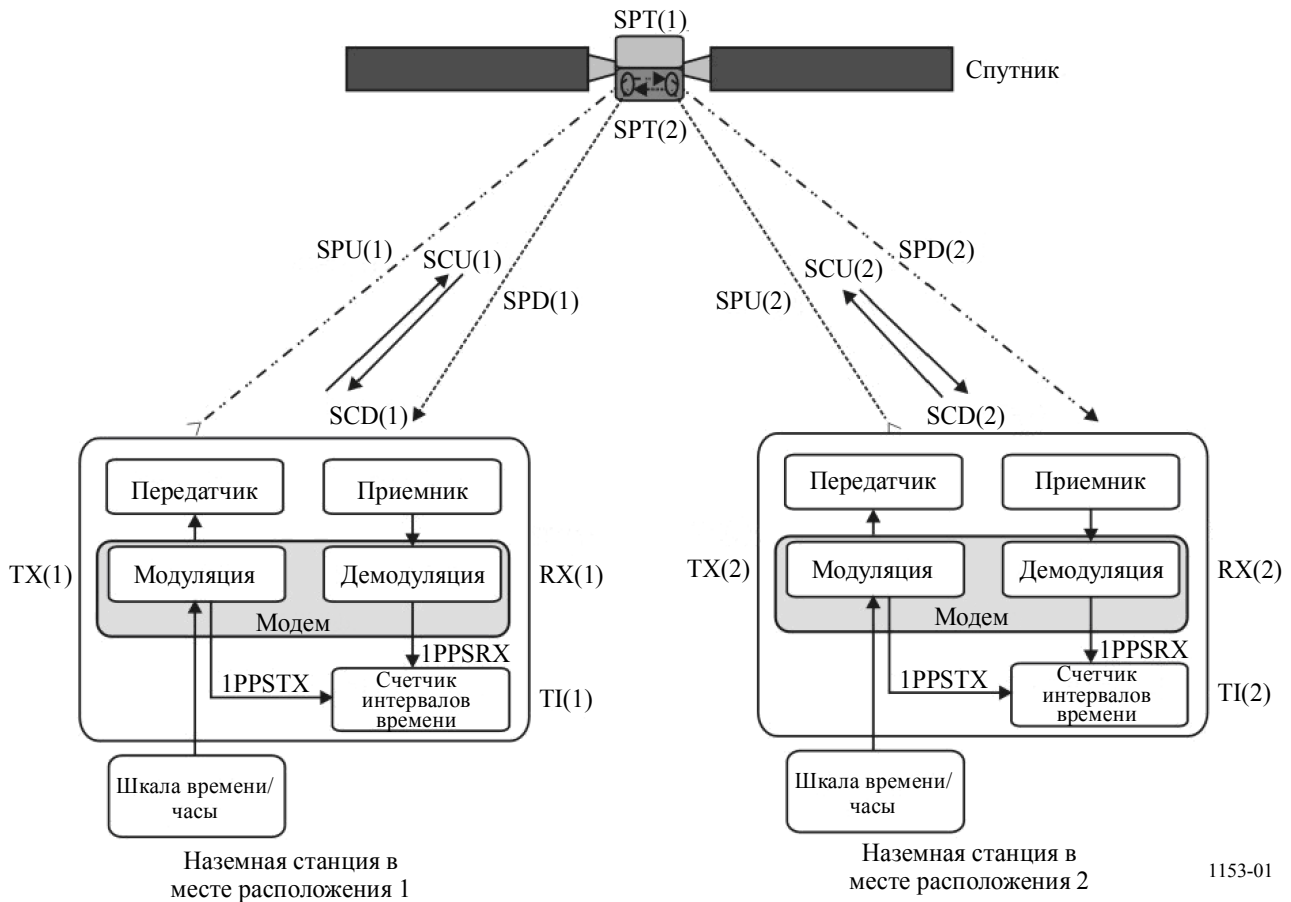 SPT(1)
Спутник
SPT(2)
SPU(1)
SCU(1)
SPD(1)
SCD(1)
SCU(2)
SPD(2)
SPU(2)
SCD(2)
Передатчик
Приемник
TX(1)
Модуляция
Демодуляция
RX(1)
Модем
1PPSRX
1PPSTX
Счетчик
интервалов
времени
TI(1)
Шкала времени/
часы
Наземная станция в
месте расположения 1
Передатчик
Приемник
TX(2)
Модуляция
Демодуляция
RX(2)
Модем
1PPSRX
1PPSTX
Счетчик
интервалов
времени
TI(2)
Шкала времени/
часы
Наземная станция в
месте расположения 2
1153-01